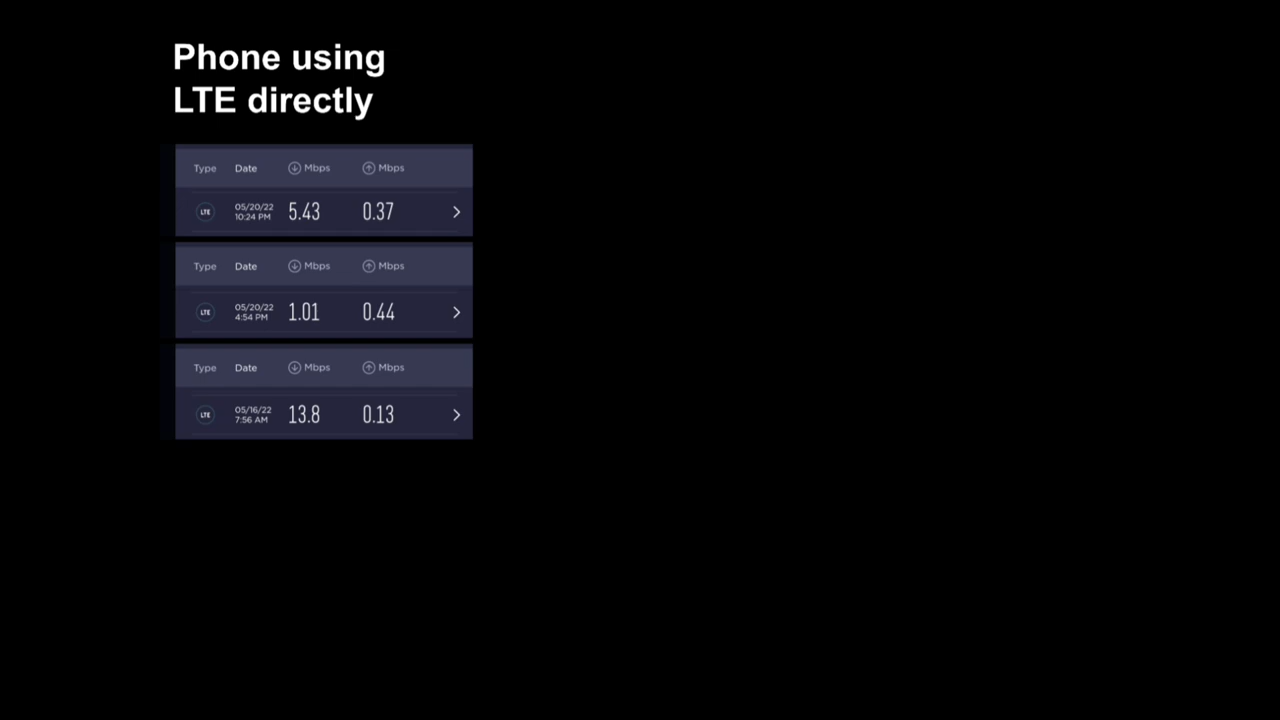 Phone using
LTE directly
Type Date Mbps Mbps
LTE 05/20/22 10:24 PM 5.43 0.37
Type Date Mbps Mbps
LTE 05/20/22 4:54 PM 1.01 0.44
Type Date Mbps Mbps
LTE 05/16/22 7:56 AM 13.8 0.13